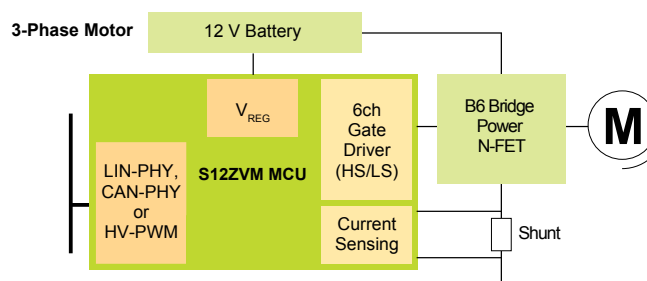 3-Phase Motor
12 V Battery
VREG
6ch
Gate
Driver
(HS/LS)
B6 Bridge
Power
N-FET
M
LIN-PHY,
CAN-PHY
or
HV-PWM
S12ZVM MCU
Current
Sensing
Shunt